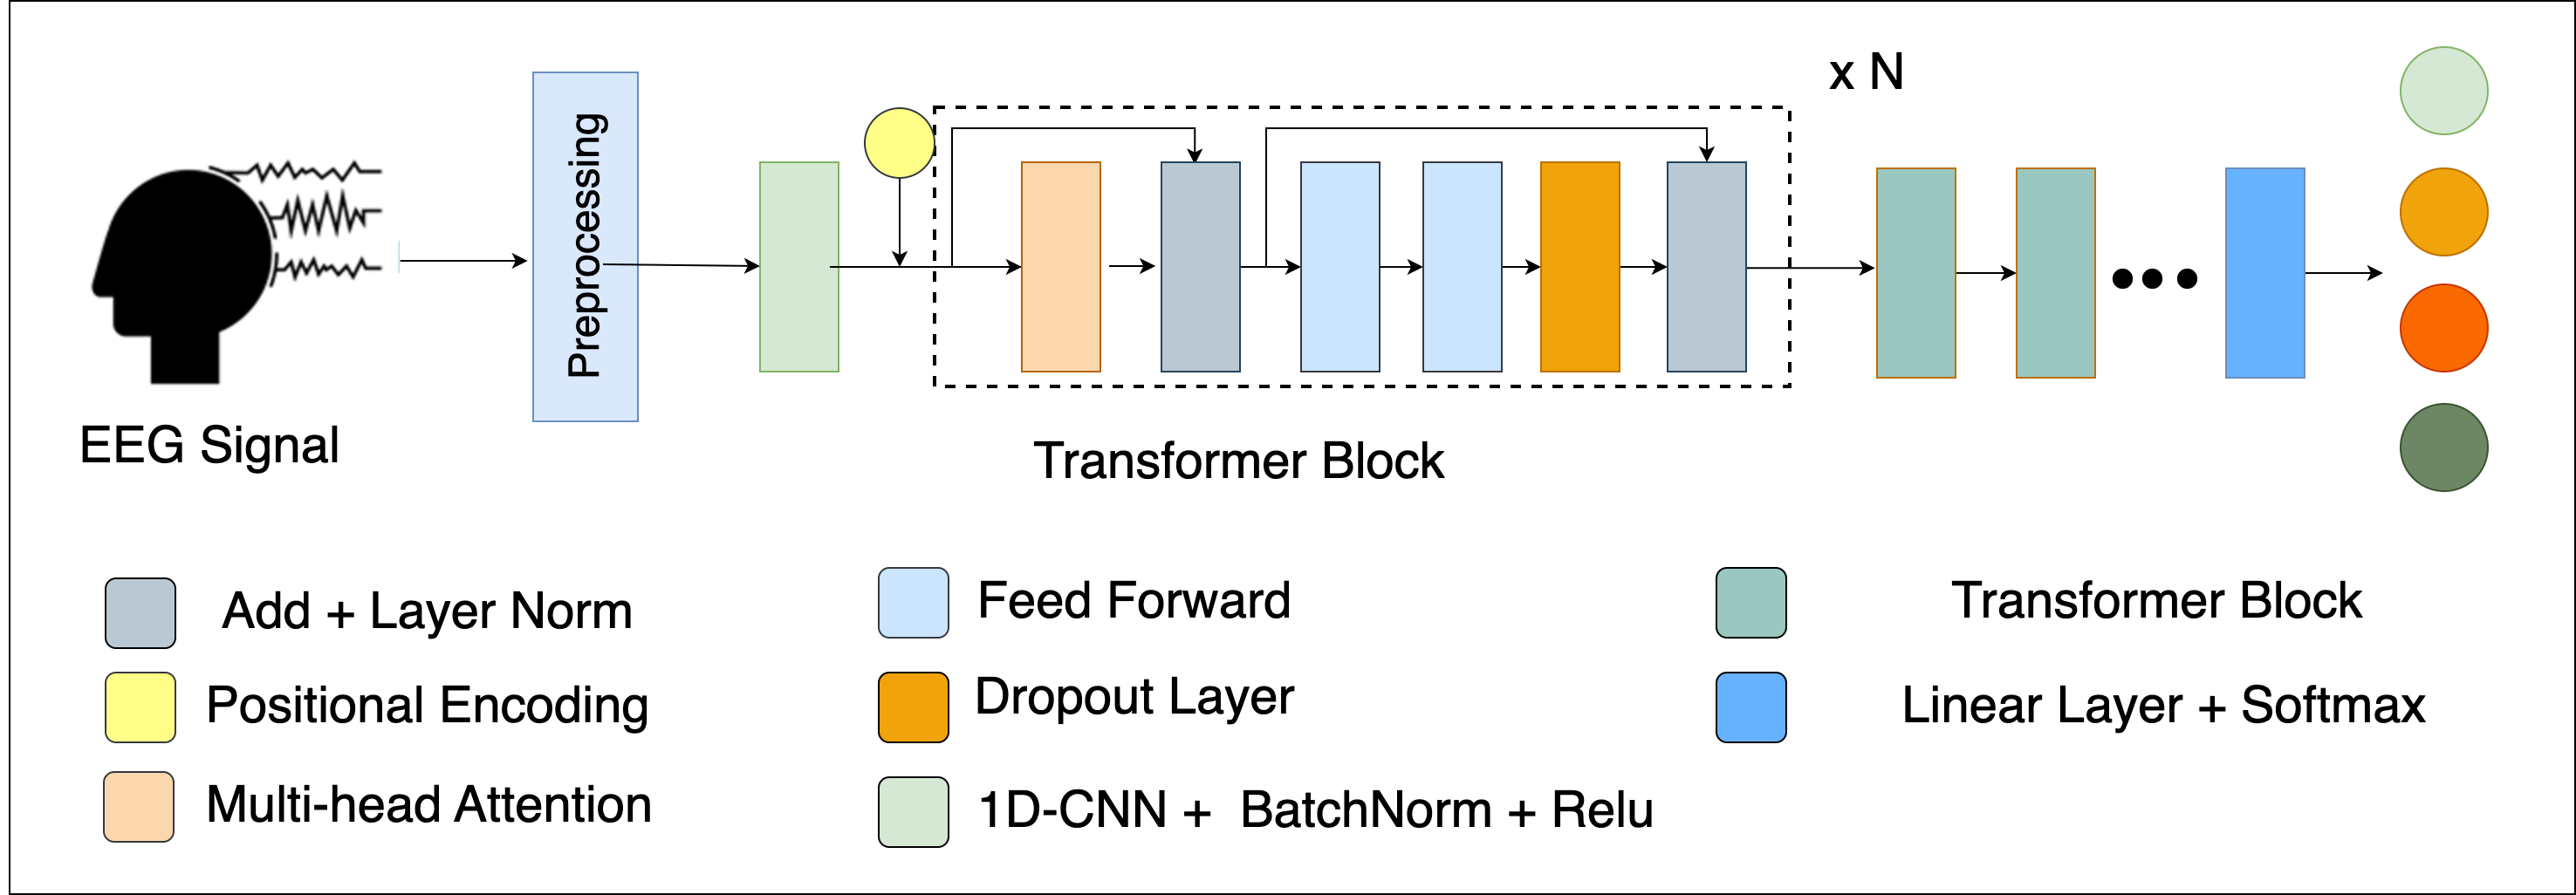 x N
Preprocessing
EEG Signal
Transformer Block
Add + Layer Norm
Feed Forward
Transformer Block
Positional Encoding
Dropout Layer
Linear Layer + Softmax
Multi-head Attention
1D-CNN + BatchNorm + Relu